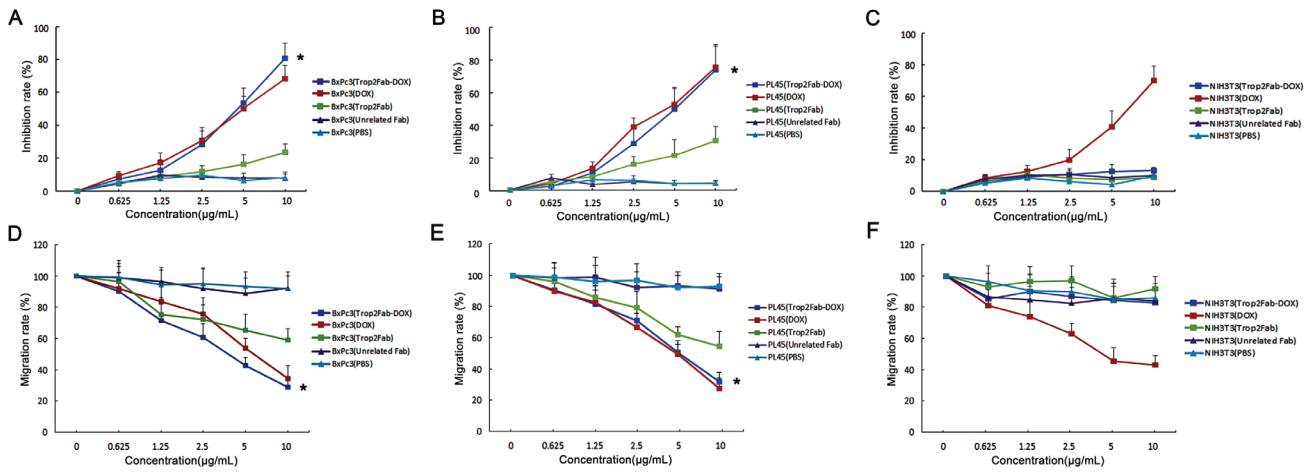 A
Inhibition rate (%)
100
80
60
40
20
0
0 0.625 1.25 2.5 5 10
Concentration(μg/mL)
*
BxPc3(Trop2Fab-DOX)
BxPc3(DOX)
BxPc3(Trop2Fab)
BxPc3(Unrelated Fab)
BxPc3(PBS)
B
Inhibition rate (%)
100
80
60
40
20
0
0 0.625 1.25 2.5 5 10
Concentration(μg/mL)
*
PL45(Trop2Fab-DOX)
PL45(DOX)
PL45(Trop2Fab)
PL45(Unrelated Fab)
PL45(PBS)
C
Inhibition rate (%)
100
80
60
40
20
0
0 0.625 1.25 2.5 5 10
Concentration(μg/mL)
NIH3T3(Trop2Fab-DOX)
NIH3T3(DOX)
NIH3T3(Trop2Fab)
NIH3T3(Unrelated Fab)
NIH3T3(PBS)
D
Migration rate (%)
120
100
80
60
40
20
0
0 0.625 1.25 2.5 5 10
Concentration(μg/mL)
*
BxPc3(Trop2Fab-DOX)
BxPc3(DOX)
BxPc3(Trop2Fab)
BxPc3(Unrelated Fab)
BxPc3(PBS)
E
Migration rate (%)
120
100
80
60
40
20
0
0 0.625 1.25 2.5 5 10
Concentration(μg/mL)
*
PL45(Trop2Fab-DOX)
PL45(DOX)
PL45(Trop2Fab)
PL45(Unrelated Fab)
PL45(PBS)
F
Migration rate (%)
120
100
80
60
40
20
0
0 0.625 1.25 2.5 5 10
Concentration(μg/mL)
NIH3T3(Trop2Fab-DOX)
NIH3T3(DOX)
NIH3T3(Trop2Fab)
NIH3T3(Unrelated Fab)
NIH3T3(PBS)